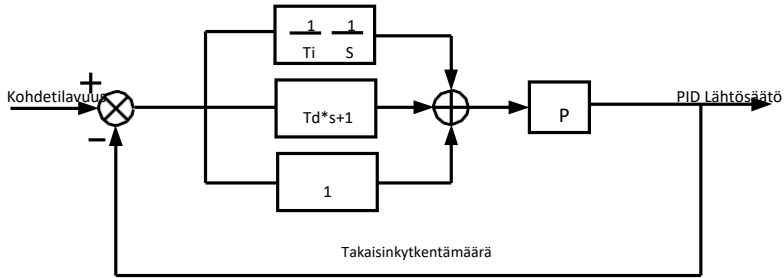 1 1
Ti S
+
Kohdetilavuus
PID Lähtösäätö
Td*s+1
P
−
1
Takaisinkytkentämäärä